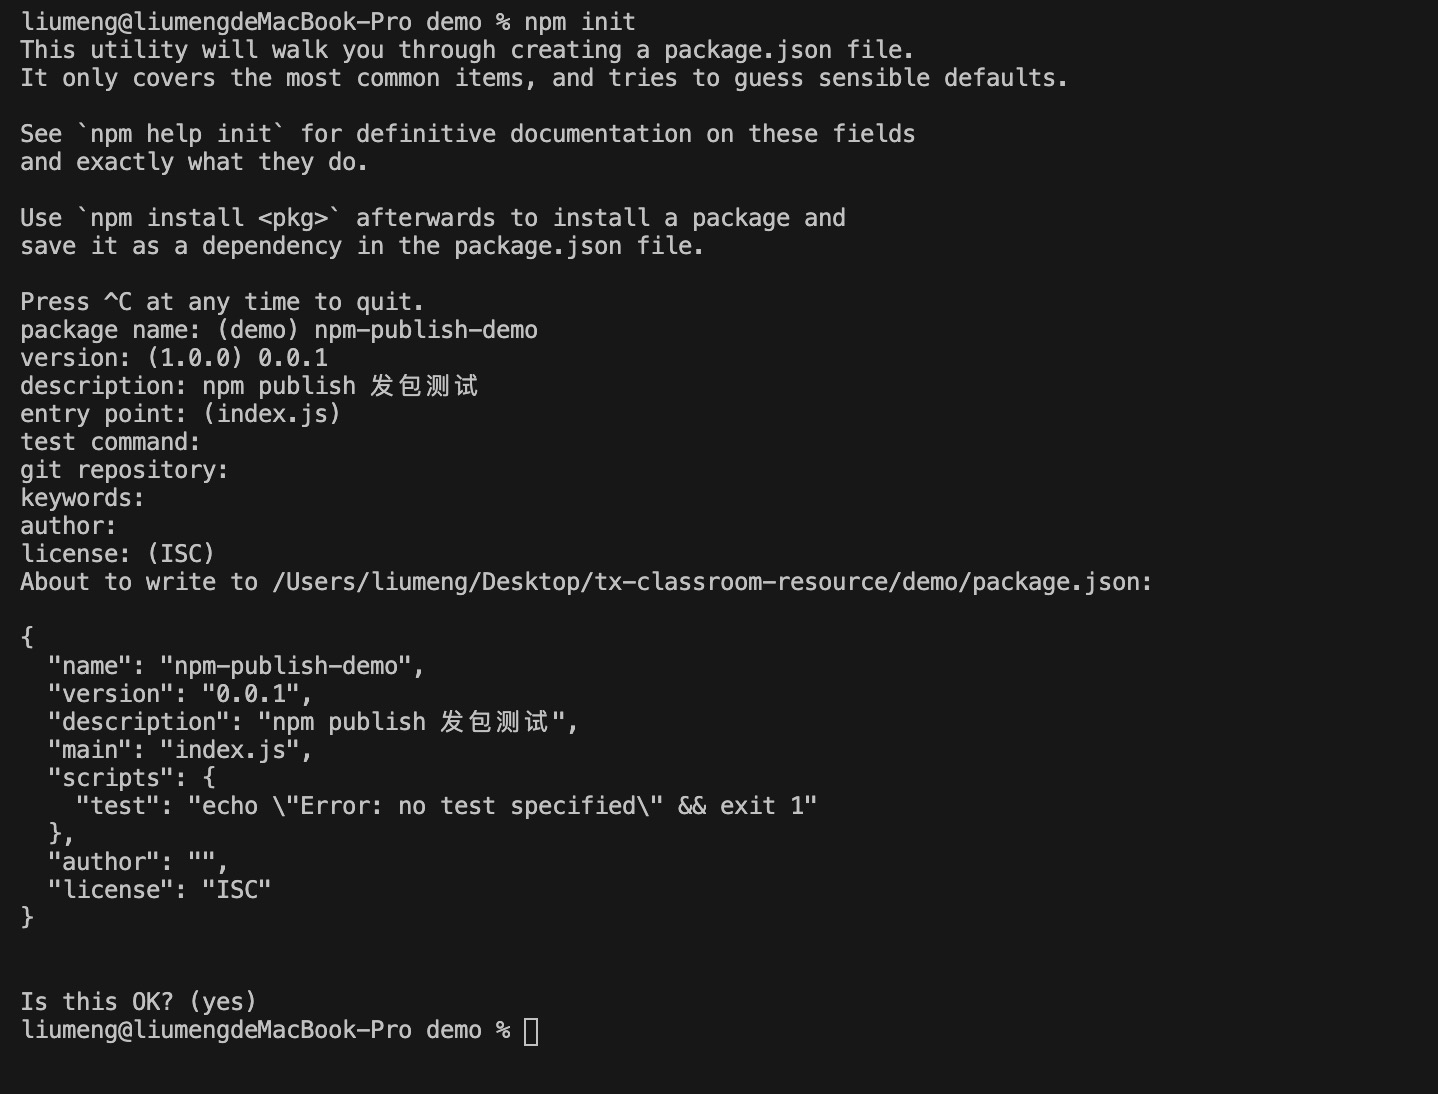 liumeng@liumengdeMacBook-Pro demo % npm init
This utility will walk you through creating a package.json file.
It only covers the most common items, and tries to guess sensible defaults.
See `npm help init` for definitive documentation on these fields
and exactly what they do.
Use `npm install <pkg>` afterwards to install a package and
save it as a dependency in the package.json file.
Press ^C at any time to quit.
package name: (demo) npm-publish-demo
version: (1.0.0) 0.0.1
description: npm publish 发包测试
entry point: (index.js)
test command:
git repository:
keywords:
author:
license: (ISC)
About to write to /Users/liumeng/Desktop/tx-classroom-resource/demo/package.json:
{
  "name": "npm-publish-demo",
  "version": "0.0.1",
  "description": "npm publish 发包测试",
  "main": "index.js",
  "scripts": {
    "test": "echo \"Error: no test specified\" && exit 1"
  },
  "author": "",
  "license": "ISC"
}
Is this OK? (yes)
liumeng@liumengdeMacBook-Pro demo %